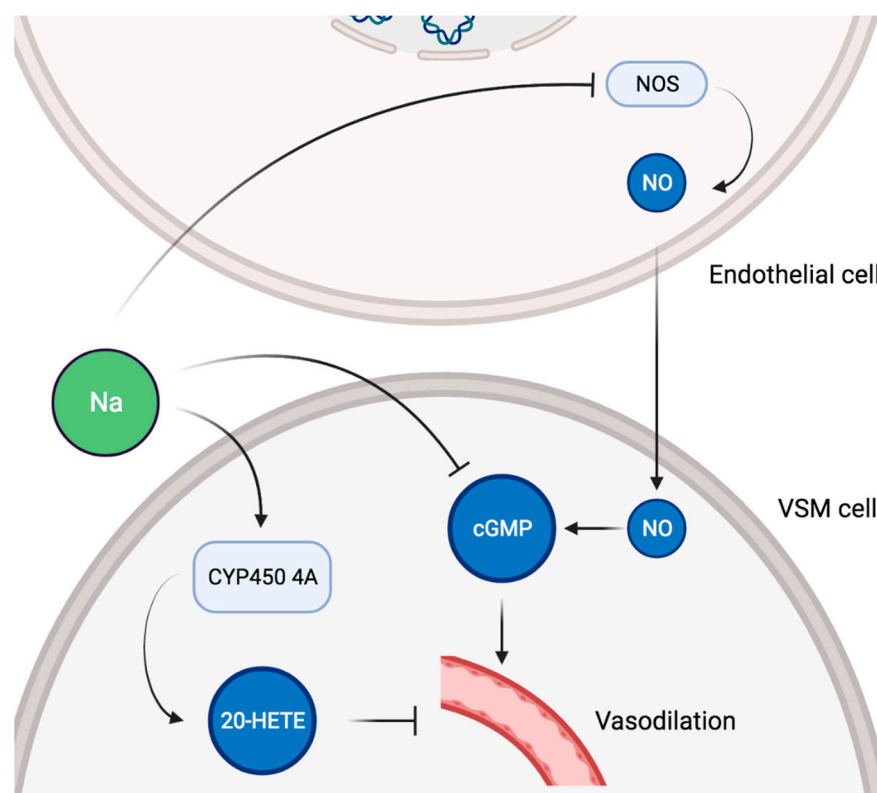 NOS
NO
Endothelial cell
Na
VSM cell
cGMP
NO
CYP450 4A
20-HETE
Vasodilation